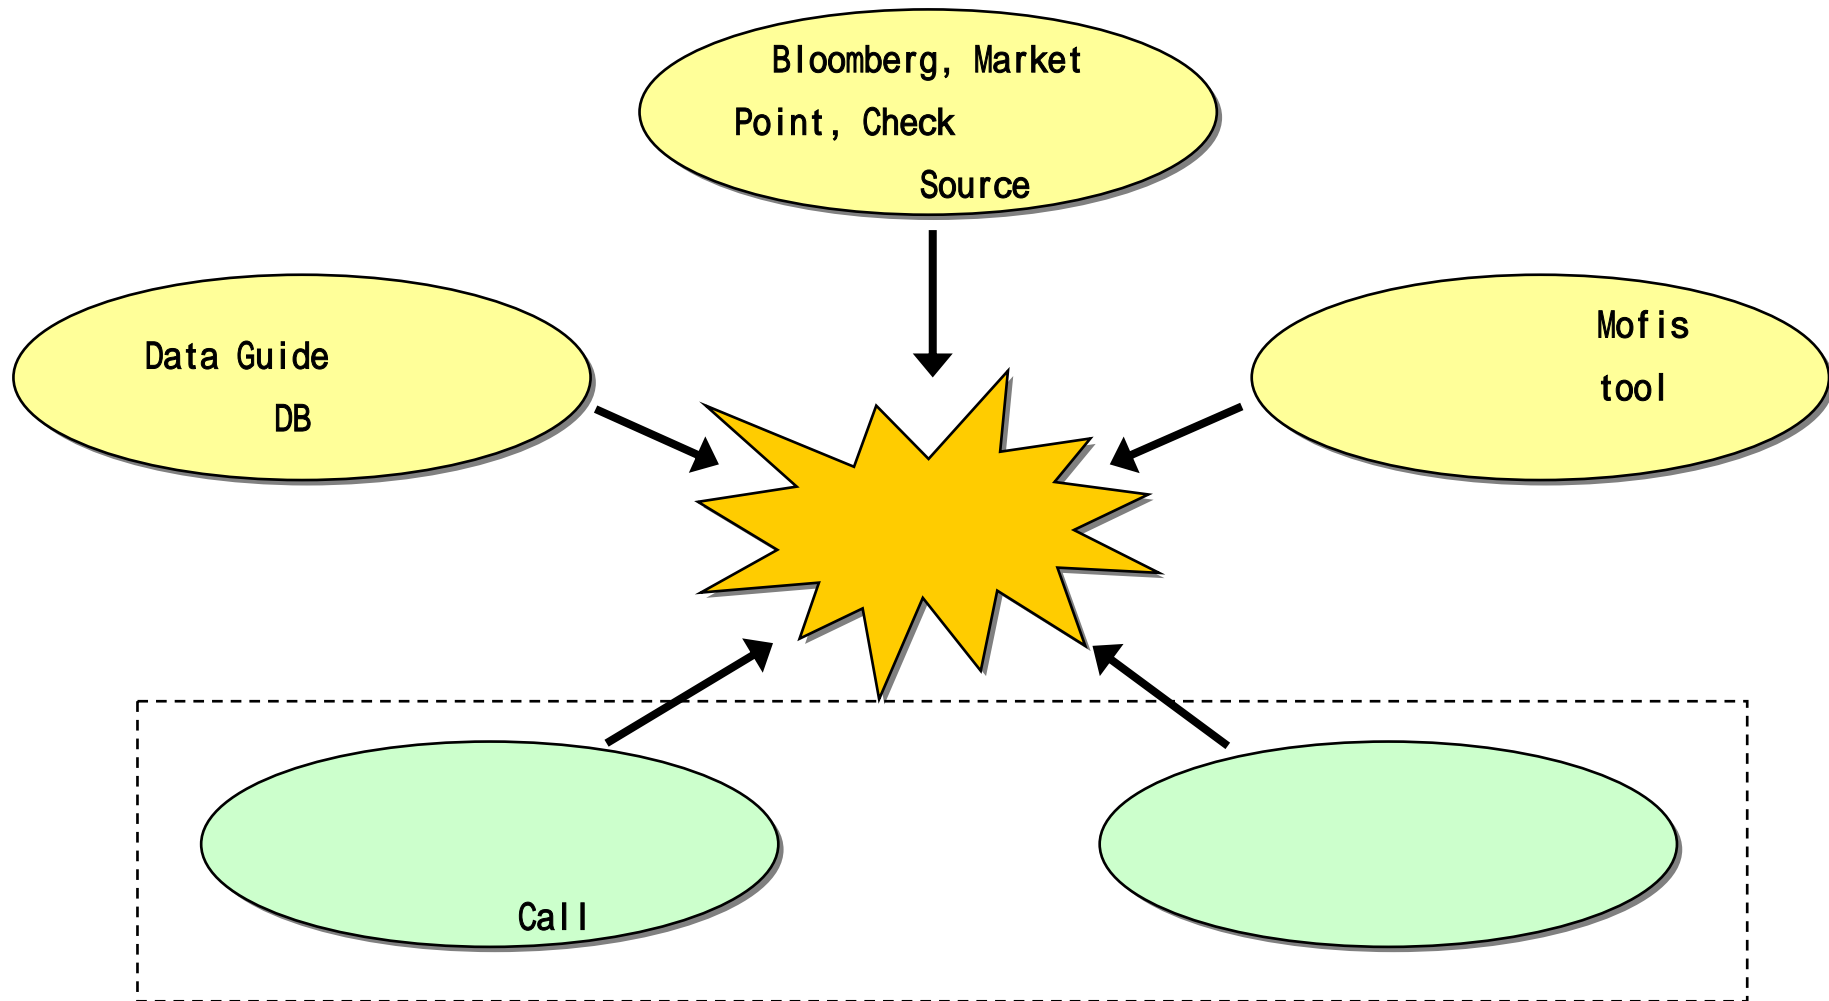 Bloomberg, Market
Point, Check
Source
Data Guide
DB
Mofis
tool
Call